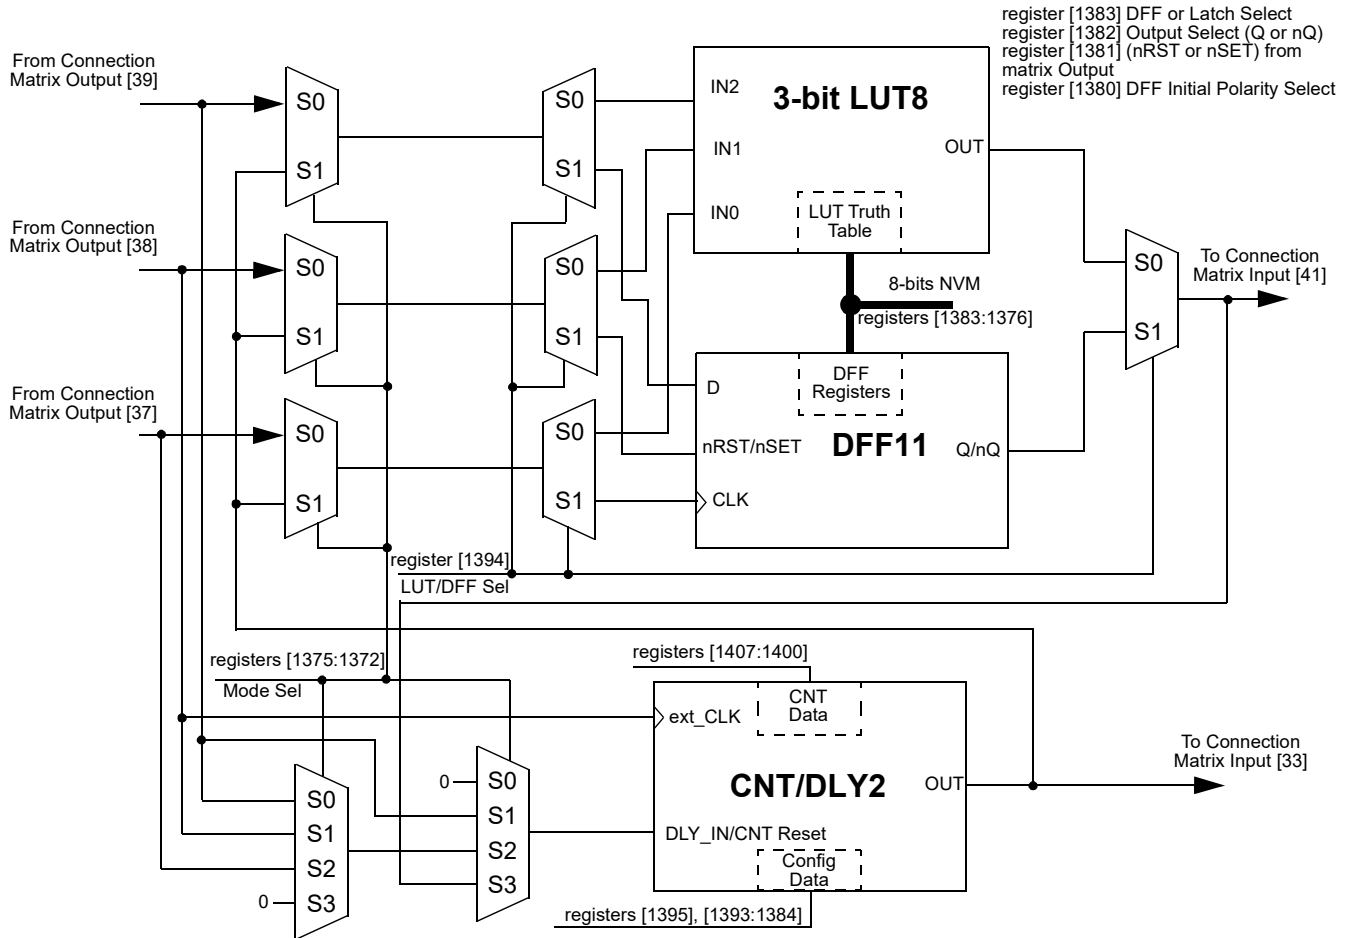 register [1383] DFF or Latch Select
register [1382] Output Select (Q or nQ)
register [1381] (nRST or nSET) from
matrix Output
register [1380] DFF Initial Polarity Select
From Connection
Matrix Output [39]
S0
S1
S0
S1
IN2
3-bit LUT8
IN1
OUT
IN0
LUT Truth
Table
From Connection
Matrix Output [38]
S0
S1
S0
S1
8-bits NVM
registers [1383:1376]
S0
S1
To Connection
Matrix Input [41]
From Connection
Matrix Output [37]
S0
S1
S0
S1
D
DFF
Registers
nRST/nSET
DFF11
Q/nQ
CLK
register [1394]
LUT/DFF Sel
registers [1375:1372]
Mode Sel
registers [1407:1400]
ext_CLK
CNT
Data
CNT/DLY2
OUT
To Connection
Matrix Input [33]
DLY_IN/CNT Reset
Config
Data
0
S0
S1
S2
S3
S0
S1
S2
0
S3
registers [1395], [1393:1384]